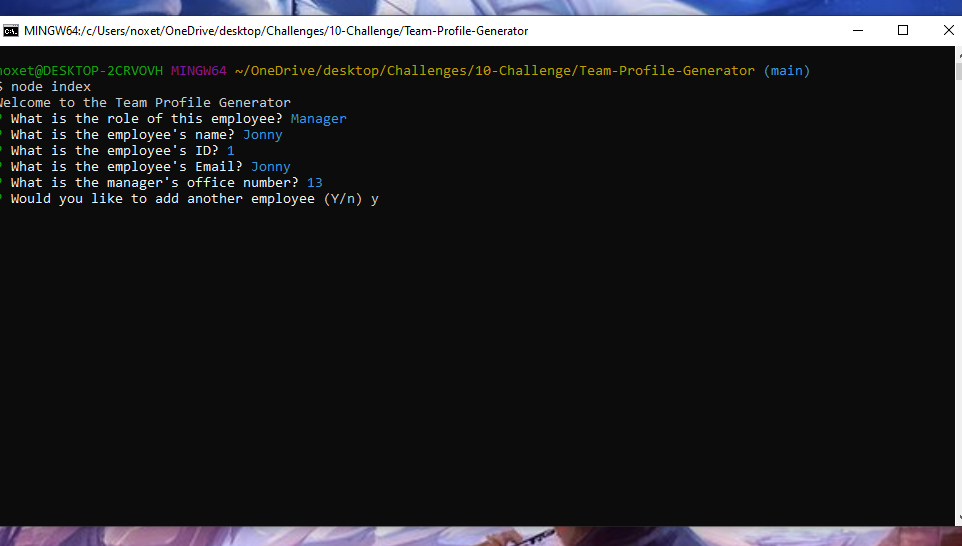 MINGW64:/c/Users/noxet/OneDrive/desktop/Challenges/10-Challenge/Team-Profile-Generator
noxet@DESKTOP-2CRVOVH MINGW64 ~/OneDrive/desktop/Challenges/10-Challenge/Team-Profile-Generator (main)
$ node index
Welcome to the Team Profile Generator
? What is the role of this employee? Manager
? What is the employee's name? Jonny
? What is the employee's ID? 1
? What is the employee's Email? Jonny
? What is the manager's office number? 13
? Would you like to add another employee (Y/n) y